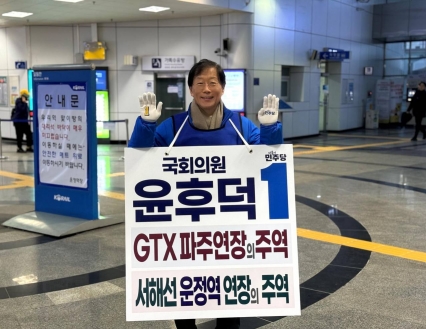 안 내 문
KORAIL
국회의원
민주당
윤후덕 1
GTX 파주연장의 주역
서해선 운정역 연장의 주역